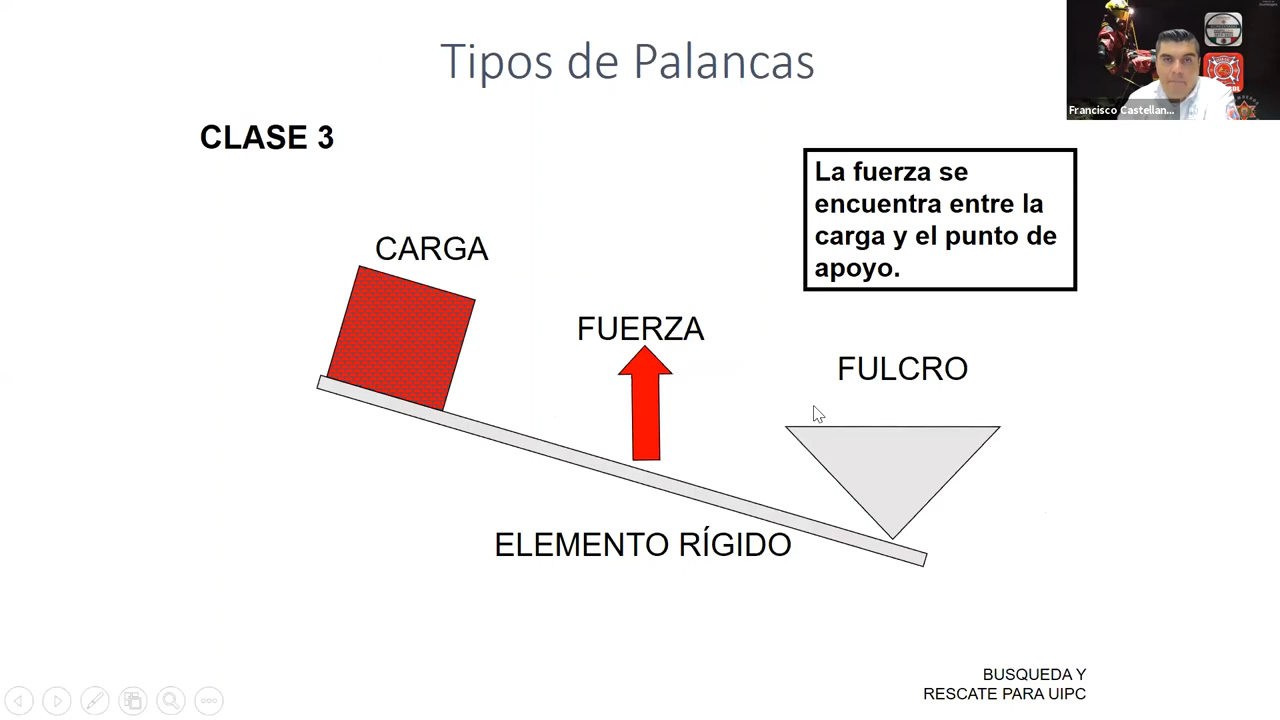 Tipos de Palancas
CLASE 3
La fuerza se
encuentra entre la
carga y el punto de
apoyo.
CARGA
FUERZA
FULCRO
ELEMENTO RÍGIDO
BUSQUEDA Y
RESCATE PARA UIPC
Francisco Castellan...